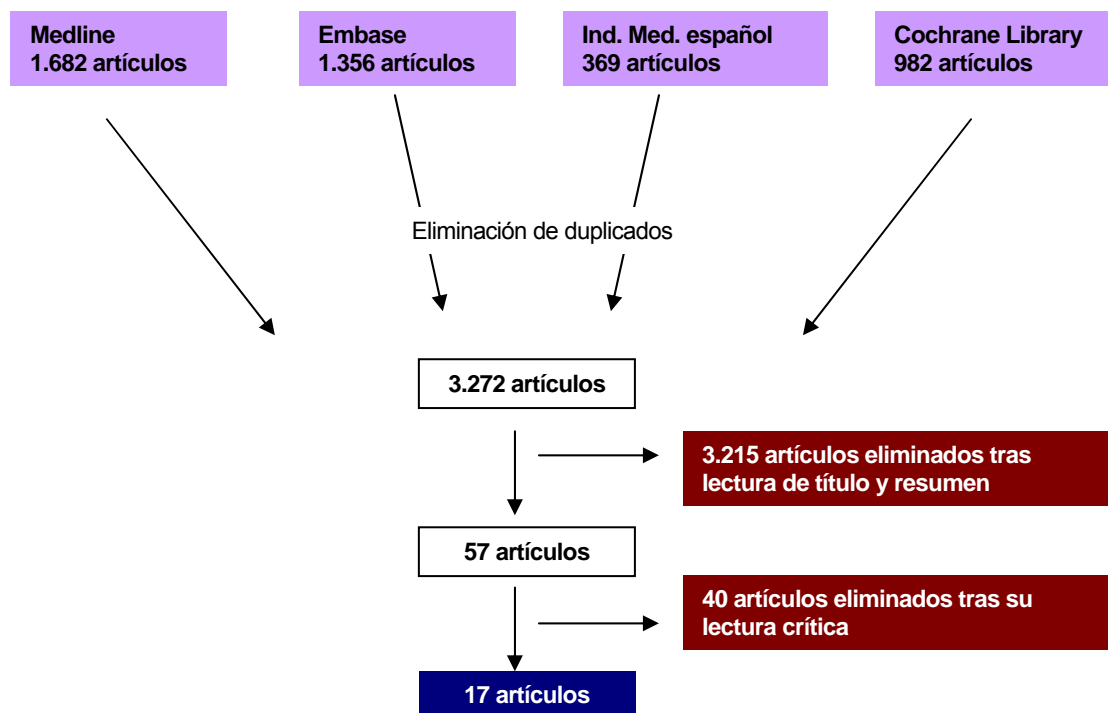 Medline
1.682 artículos
Embase
1.356 artículos
Ind. Med. español
369 artículos
Cochrane Library
982 artículos
Eliminación de duplicados
3.272 artículos
3.215 artículos eliminados tras
lectura de título y resumen
57 artículos
40 artículos eliminados tras su
lectura crítica
17 artículos